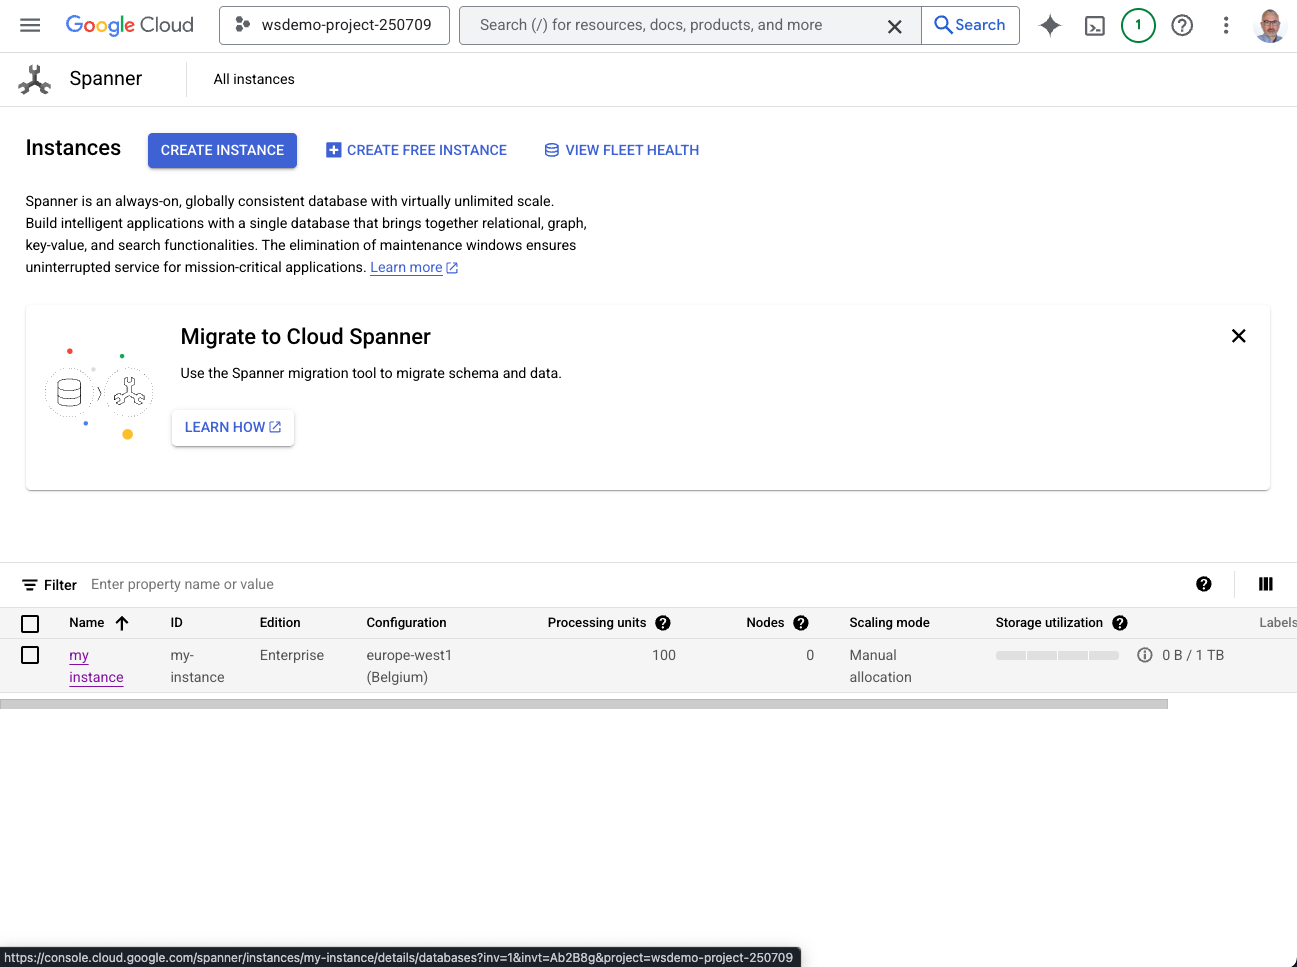 Google Cloud
wsdemo-project-250709
Search (/) for resources, docs, products, and more
Search
1
Spanner
All instances
Instances
CREATE INSTANCE
CREATE FREE INSTANCE
VIEW FLEET HEALTH
Spanner is an always-on, globally consistent database with virtually unlimited scale.
Build intelligent applications with a single database that brings together relational, graph,
key-value, and search functionalities. The elimination of maintenance windows ensures
uninterrupted service for mission-critical applications. Learn more
Migrate to Cloud Spanner
Use the Spanner migration tool to migrate schema and data.
LEARN HOW
Filter Enter property name or value
Name ID Edition Configuration Processing units Nodes Scaling mode Storage utilization Labels
my my- Enterprise europe-west1 100 0 Manual 0 B / 1 TB
instance instance (Belgium) allocation
https://console.cloud.google.com/spanner/instances/my-instance/details/databases?inv=1&invt=Ab2B8g&project=wsdemo-project-250709